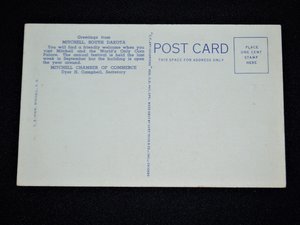 Greetings from
MITCHELL, SOUTH DAKOTA
You will find a friendly welcome when you
visit Mitchell and the World's Only Corn
Palace. The annual festival is held the last
week in September but the building is open
the year around.
MITCHELL CHAMBER OF COMMERCE
Dyer H. Campbell, Secretary
POST CARD
THIS SPACE FOR ADDRESS ONLY
PLACE
ONE CENT
STAMP
HERE